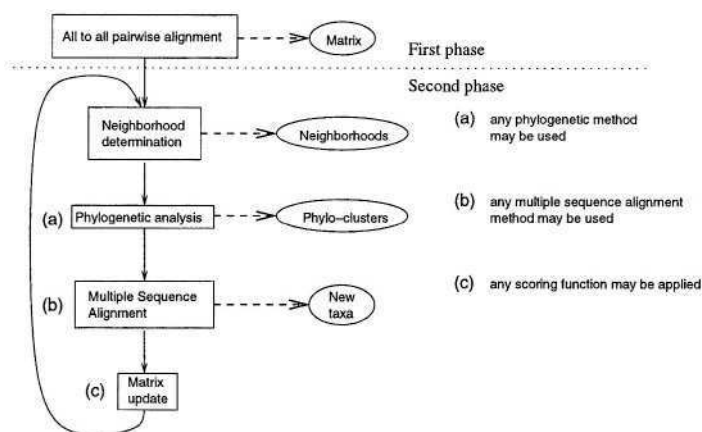 All to all pairwise alignment
Matrix
First phase
Second phase
Neighborhood
determination
Neighborhoods
(a) any phylogenetic method
may be used
(a) Phylogenetic analysis
Phylo-clusters
(b) any multiple sequence alignment
method may be used
(b) Multiple Sequence
Alignment
New
taxa
(c) any scoring function may be applied
(c) Matrix
update